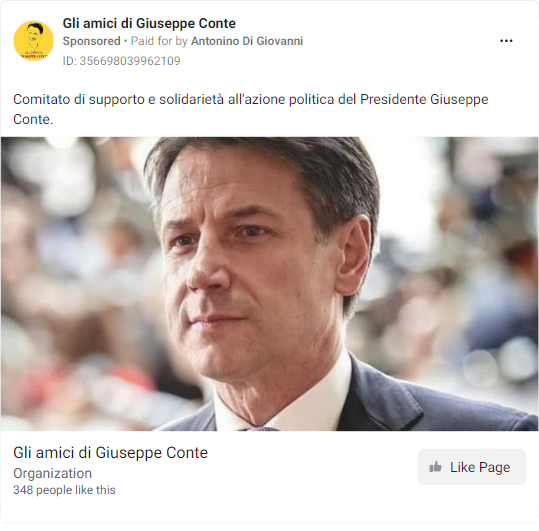 Gli amici di Giuseppe Conte
Sponsored • Paid for by Antonino Di Giovanni
ID: 356698039962109
Comitato di supporto e solidarietà all'azione politica del Presidente Giuseppe
Conte.
Gli amici di Giuseppe Conte
Organization
348 people like this
Like Page